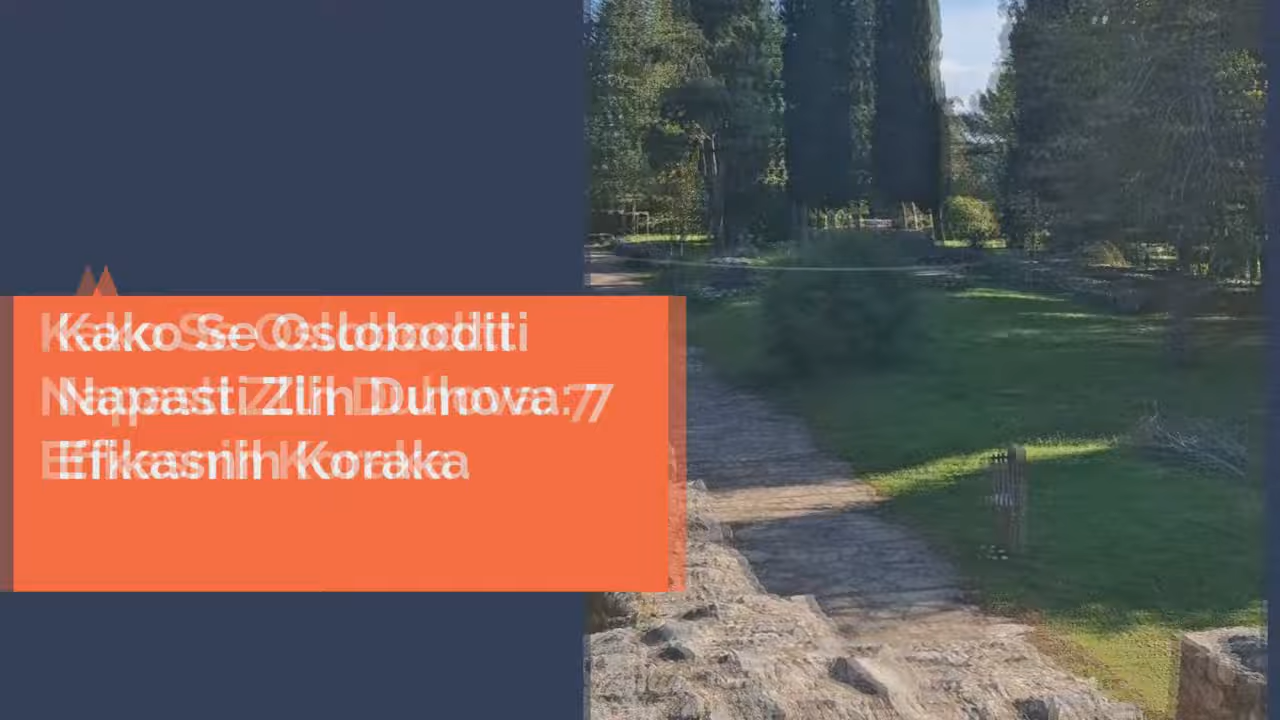 Kako Se Osloboditi
Napasti Zlih Duhova: 7
Efikasnih Koraka